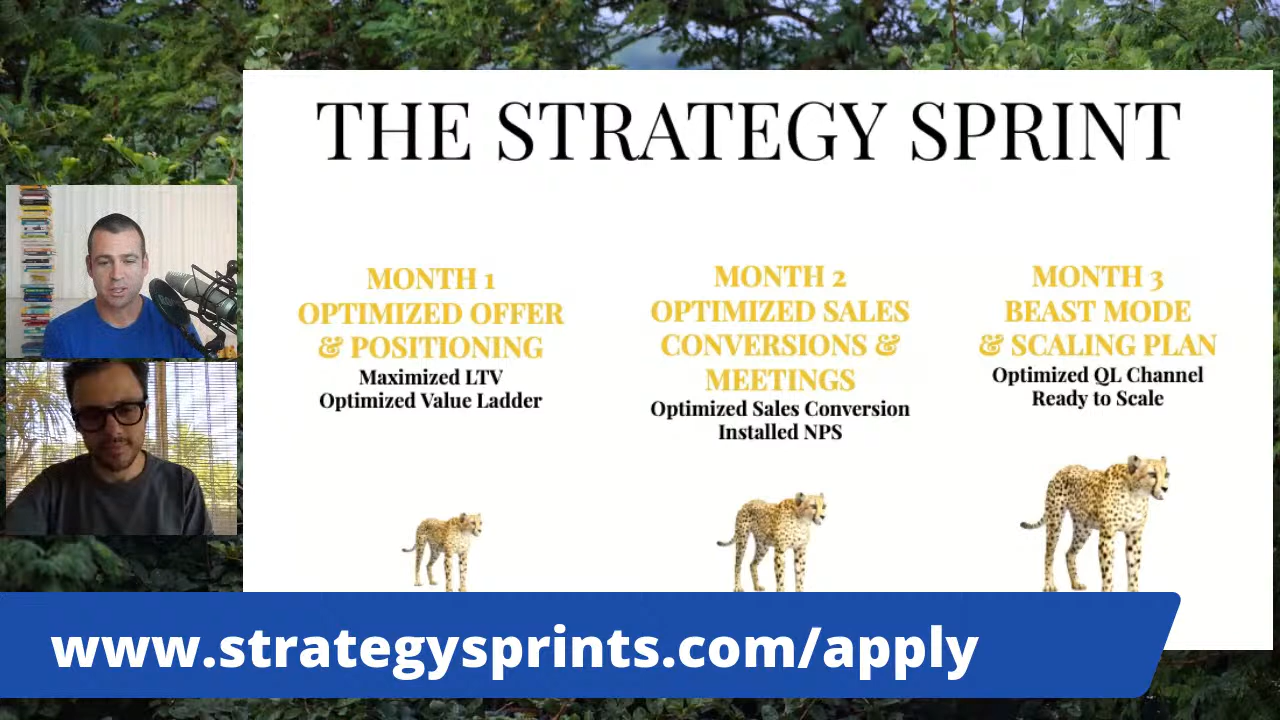 THE STRATEGY SPRINT
MONTH 1
OPTIMIZED OFFER
& POSITIONING
Maximized LTV
Optimized Value Ladder
MONTH 2
OPTIMIZED SALES
CONVERSIONS &
MEETINGS
Optimized Sales Conversion
Installed NPS
MONTH 3
BEAST MODE
& SCALING PLAN
Optimized QL Channel
Ready to Scale
www.strategysprints.com/apply